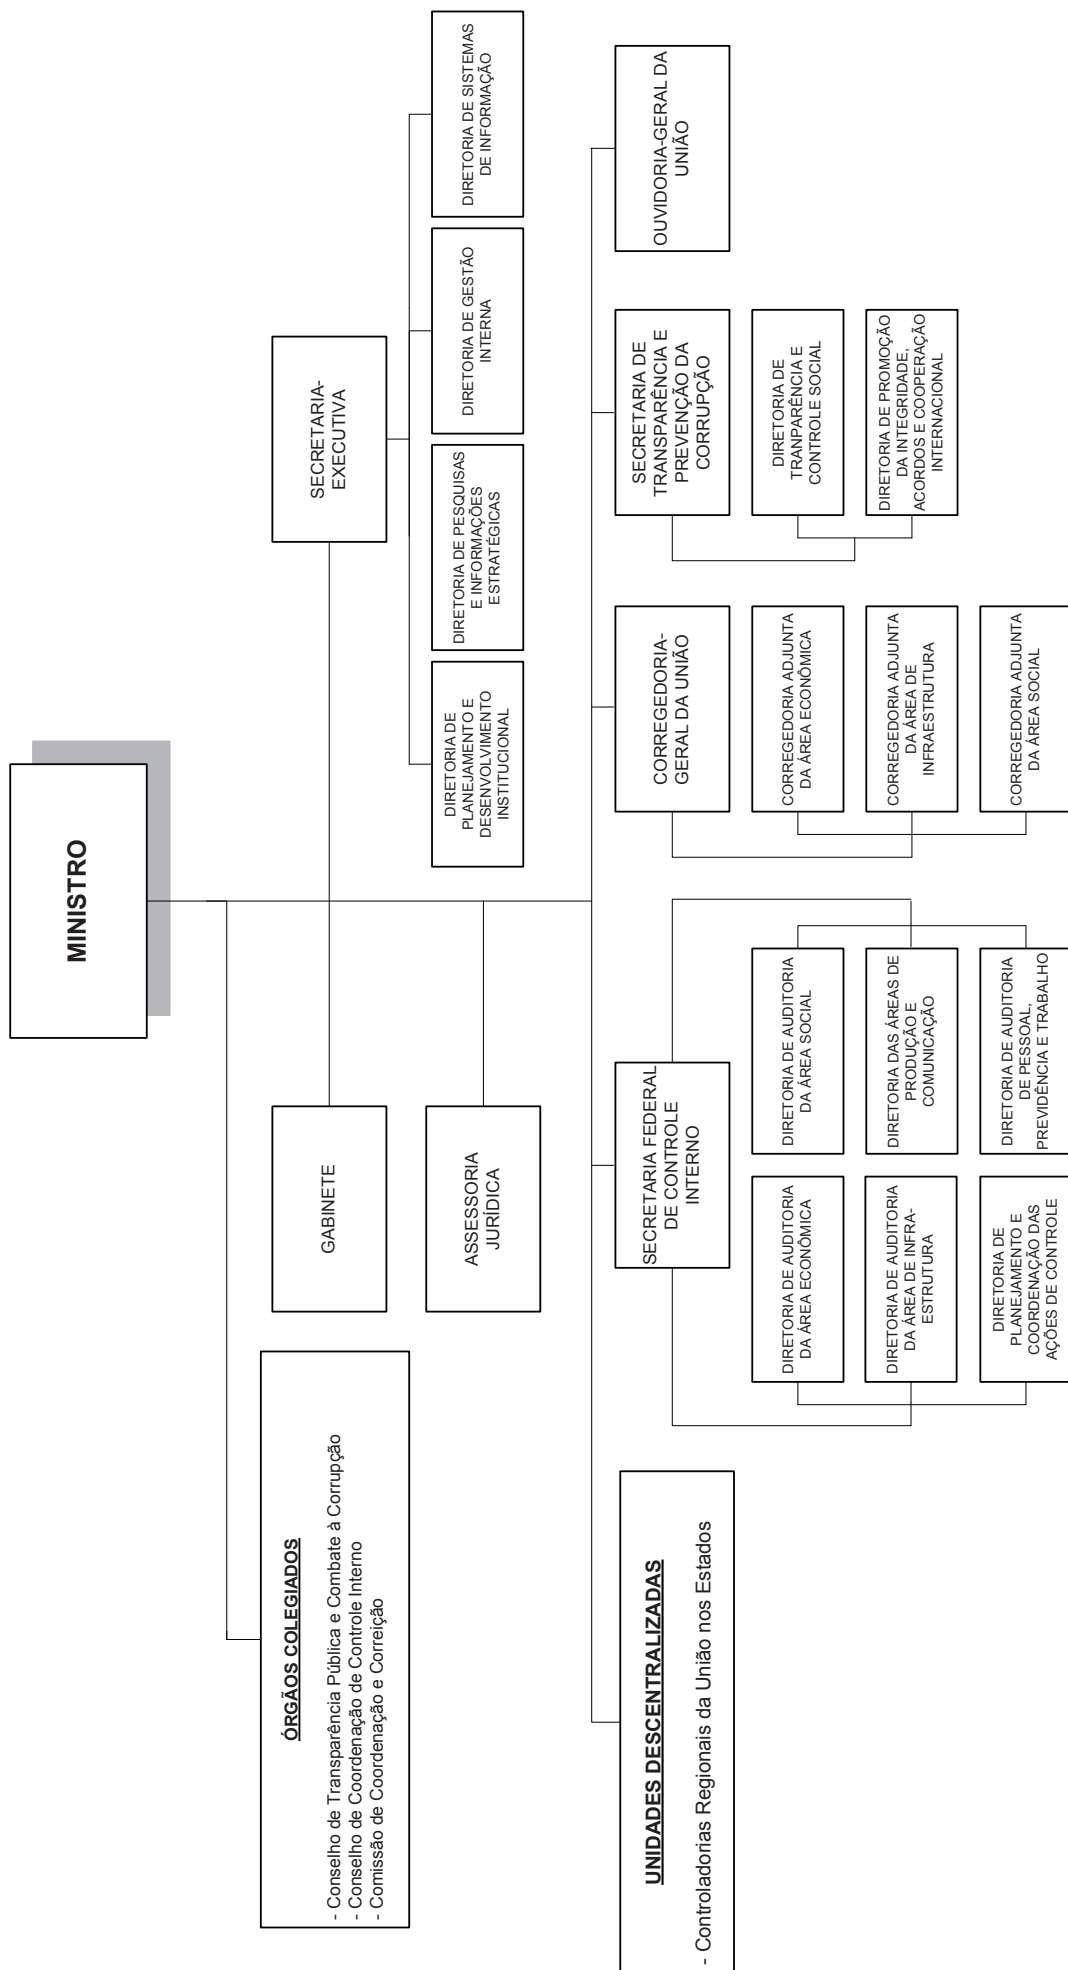 MINISTRO
ÓRGÃOS COLEGIADOS
- Conselho de Transparência Pública e Combate à Corrupção
- Conselho de Coordenação de Controle Interno
- Comissão de Coordenação e Correição
GABINETE
SECRETARIA-
EXECUTIVA
DIRETORIA DE
PLANEJAMENTO E
DESENVOLVIMENTO
INSTITUCIONAL
DIRETORIA DE PESQUISAS
E INFORMAÇÕES
ESTRATÉGICAS
DIRETORIA DE GESTÃO
INTERNA
DIRETORIA DE SISTEMAS
DE INFORMAÇÃO
ASSESSORIA
JURÍDICA
UNIDADES DESCENTRALIZADAS
- Controladorias Regionais da União nos Estados
SECRETARIA FEDERAL
DE CONTROLE
INTERNO
DIRETORIA DE AUDITORIA
DA ÁREA ECONÔMICA
DIRETORIA DE AUDITORIA
DA ÁREA DE INFRA-
ESTRUTURA
DIRETORIA DE
PLANEJAMENTO E
COORDENAÇÃO DAS
AÇÕES DE CONTROLE
DIRETORIA DE AUDITORIA
DA ÁREA SOCIAL
DIRETORIA DAS ÁREAS DE
PRODUÇÃO E
COMUNICAÇÃO
DIRETORIA DE AUDITORIA
DE PESSOAL,
PREVIDÊNCIA E TRABALHO
CORREGEDORIA-
GERAL DA UNIÃO
CORREGEDORIA ADJUNTA
DA ÁREA ECONÔMICA
CORREGEDORIA ADJUNTA
DA ÁREA DE
INFRAESTRUTURA
CORREGEDORIA ADJUNTA
DA ÁREA SOCIAL
SECRETARIA DE
TRANSPARÊNCIA E
PREVENÇÃO DA
CORRUPÇÃO
DIRETORIA DE
TRANPARÊNCIA E
CONTROLE SOCIAL
DIRETORIA DE PROMOÇÃO
DA INTEGRIDADE,
ACORDOS E COOPERAÇÃO
INTERNACIONAL
OUVIDORIA-GERAL DA
UNIÃO